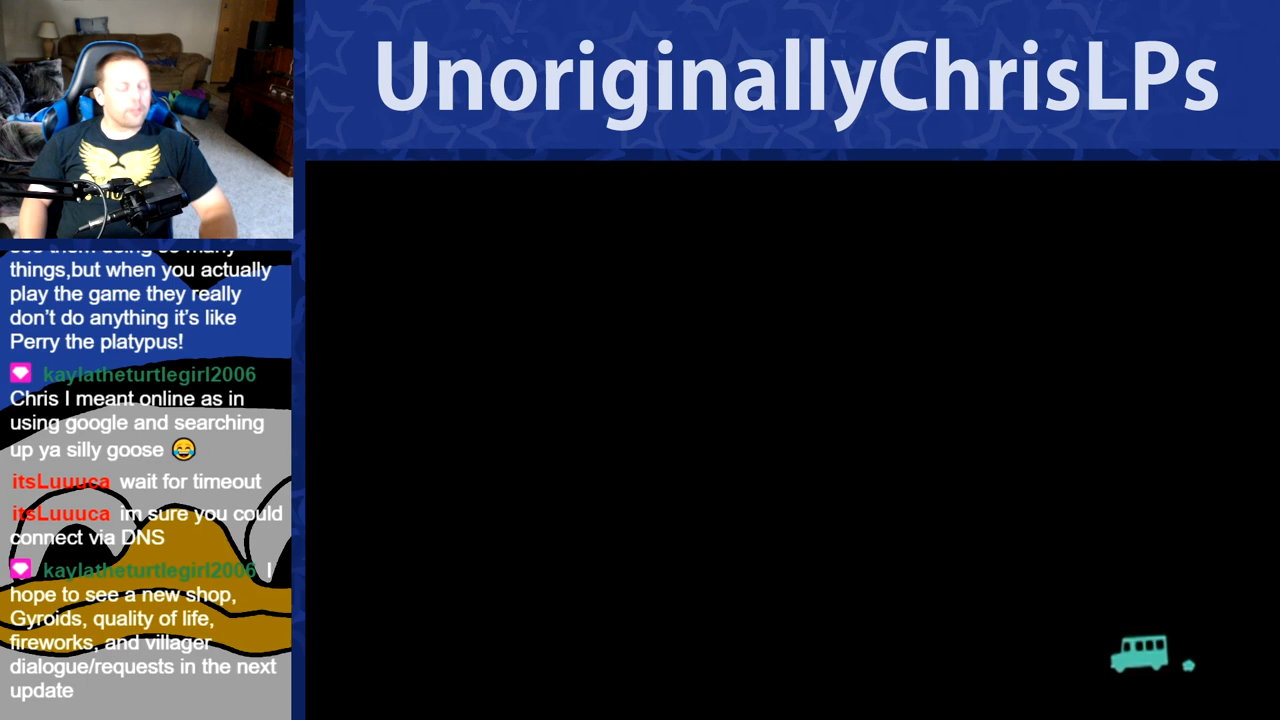 UnoriginallyChrisLPs
things,but when you actually
play the game they really
don't do anything it's like
Perry the platypus!
kaylatheturtlegirl2006
Chris I meant online as in
using google and searching
up ya silly goose 😂
itsLuuuca wait for timeout
itsLuuuca im sure you could
connect via DNS
kaylatheturtlegirl2006 I
hope to see a new shop,
Gyroids, quality of life,
fireworks, and villager
dialogue/requests in the next
update